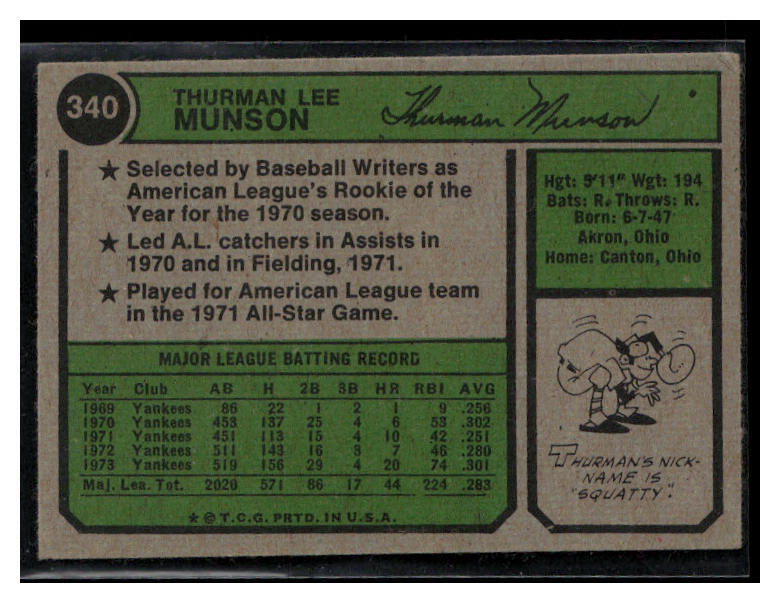 340
THURMAN LEE
MUNSON
Thurman Munson
★ Selected by Baseball Writers as
American League's Rookie of the
Year for the 1970 season.
★ Led A.L. catchers in Assists in
1970 and in Fielding, 1971.
★ Played for American League team
in the 1971 All-Star Game.
Hgt: 5'11" Wgt: 194
Bats: R. Throws: R.
Born: 6-7-47
Akron, Ohio
Home: Canton, Ohio
MAJOR LEAGUE BATTING RECORD
Year Club AB H 2B 3B HR RBI AVG
1969 Yankees 86 22 1 2 1 9 .256
1970 Yankees 453 137 25 4 6 53 .302
1971 Yankees 451 113 15 4 10 42 .251
1972 Yankees 511 143 16 3 7 46 .280
1973 Yankees 519 156 29 4 20 74 .301
Maj. Lea. Tot. 2020 571 86 17 44 224 .283
★ © T.C.G. PRTD. IN U.S.A.
THURMAN'S NICK-
NAME IS
"SQUATTY".